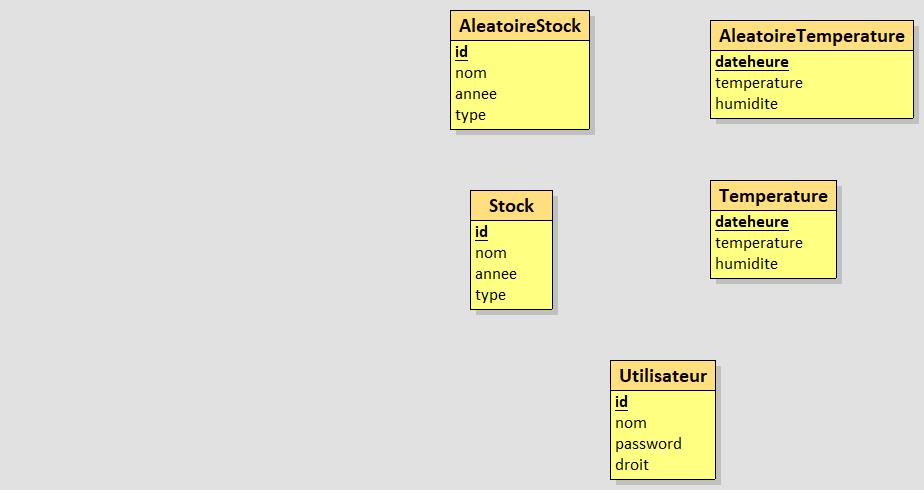 AleatoireStock
id
nom
annee
type
AleatoireTemperature
dateheure
temperature
humidite
Stock
id
nom
annee
type
Temperature
dateheure
temperature
humidite
Utilisateur
id
nom
password
droit